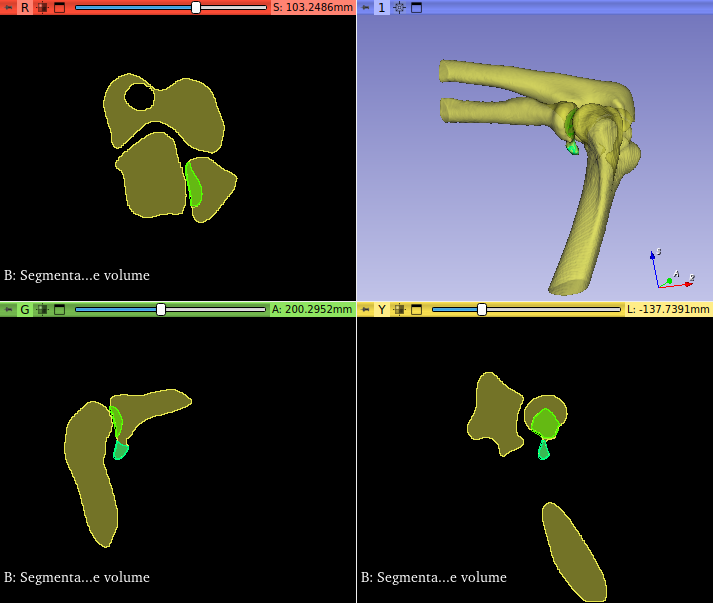 R S: 103.2486mm
1
B: Segmenta...e volume
S
A
R
G A: 200.2952mm
Y L: -137.7391mm
B: Segmenta...e volume
B: Segmenta...e volume